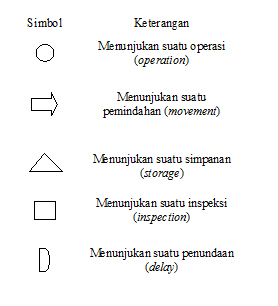 Simbol Keterangan
Menunjukan suatu operasi
(operation)
Menunjukan suatu
pemindahan (movement)
Menunjukan suatu simpanan
(storage)
Menunjukan suatu inspeksi
(inspection)
Menunjukan suatu penundaan
(delay)